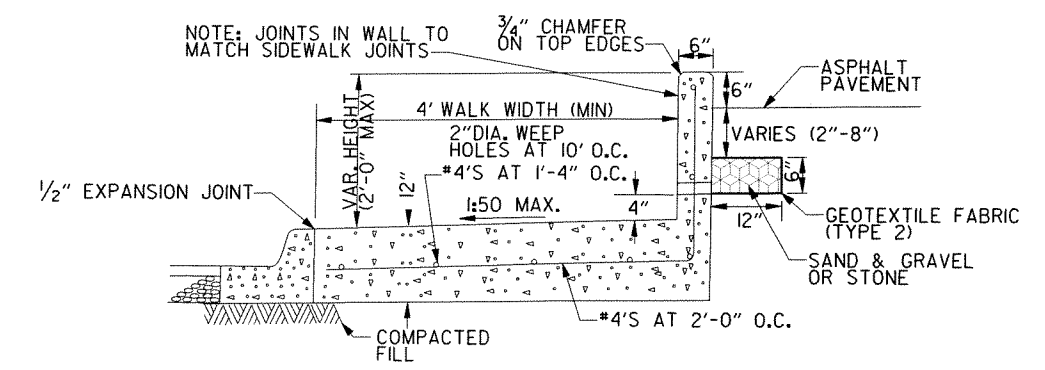 NOTE: JOINTS IN WALL TO
MATCH SIDEWALK JOINTS
3/4" CHAMFER
ON TOP EDGES
6"
6"
ASPHALT
PAVEMENT
VAR. HEIGHT
(2'-0" MAX)
4' WALK WIDTH (MIN)
VARIES (2"-8")
2"DIA. WEEP
HOLES AT 10' O.C.
#4'S AT 1'-4" O.C.
6"
1/2" EXPANSION JOINT
12"
1:50 MAX.
4"
12"
GEOTEXTILE FABRIC
(TYPE 2)
SAND & GRAVEL
OR STONE
#4'S AT 2'-0" O.C.
COMPACTED
FILL